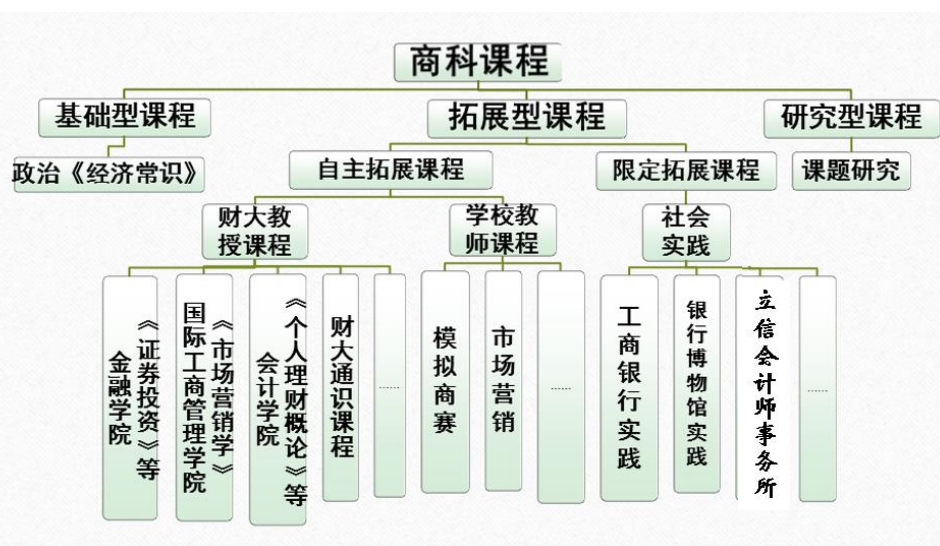 商科课程
基础型课程
拓展型课程
研究型课程
政治《经济常识》
自主拓展课程
限定拓展课程
课题研究
财大教
授课程
学校教
师课程
社会
实践
《证券投资》等
金融学院
《市场营销学》
国际工商管理学院
《个人理财概论》等
会计学院
财大通识课程
……
模拟商赛
市场营销
……
工商银行实践
银行博物馆实践
立信会计师事务所
……